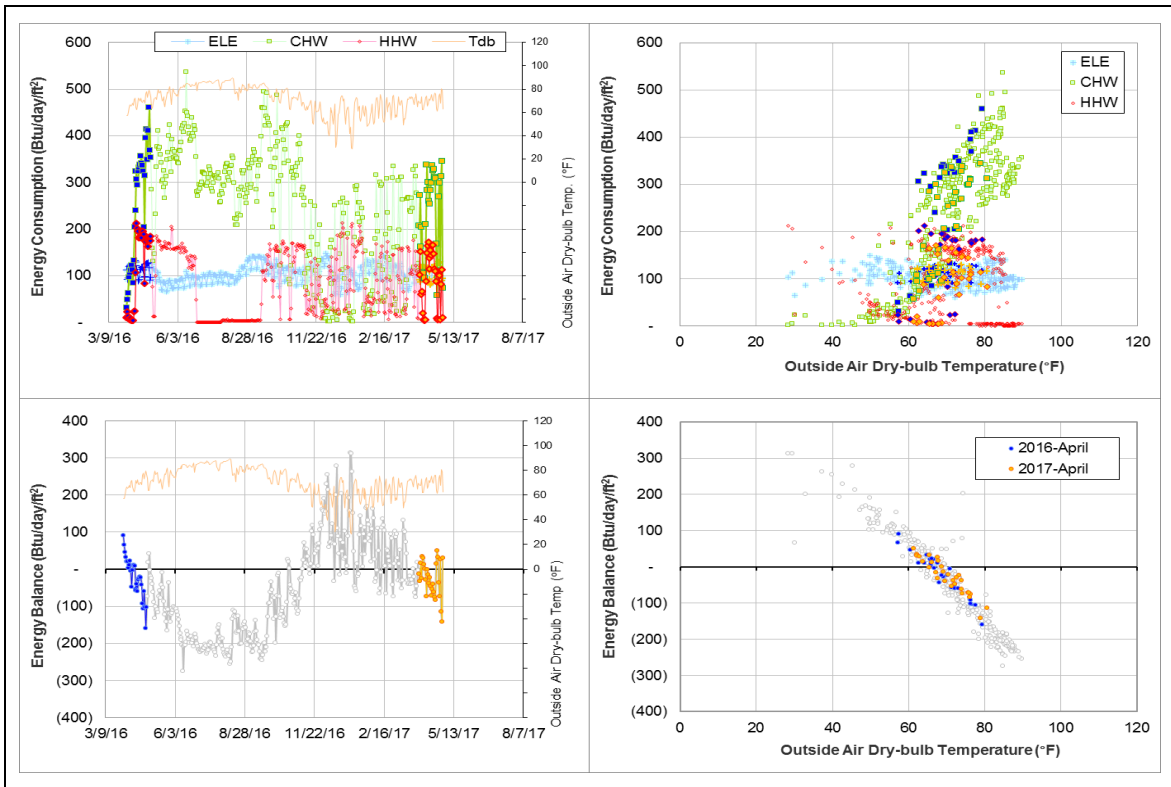 ELE CHW HHW Tdb
Energy Consumption (Btu/day/ft²)
600
500
400
300
200
100
-
120
100
80
60
40
20
0
Outside Air Dry-bulb Temp. (°F)
3/9/16 6/3/16 8/28/16 11/22/16 2/16/17 5/13/17 8/7/17
ELE
CHW
HHW
Energy Consumption (Btu/day/ft²)
600
500
400
300
200
100
-
0 20 40 60 80 100 120
Outside Air Dry-bulb Temperature (°F)
Energy Balance (Btu/day/ft²)
400
300
200
100
-
(100)
(200)
(300)
(400)
120
100
80
60
40
20
0
Outside Air Dry-bulb Temp (°F)
3/9/16 6/3/16 8/28/16 11/22/16 2/16/17 5/13/17 8/7/17
2016-April
2017-April
Energy Balance (Btu/day/ft²)
400
300
200
100
-
(100)
(200)
(300)
(400)
0 20 40 60 80 100 120
Outside Air Dry-bulb Temperature (°F)